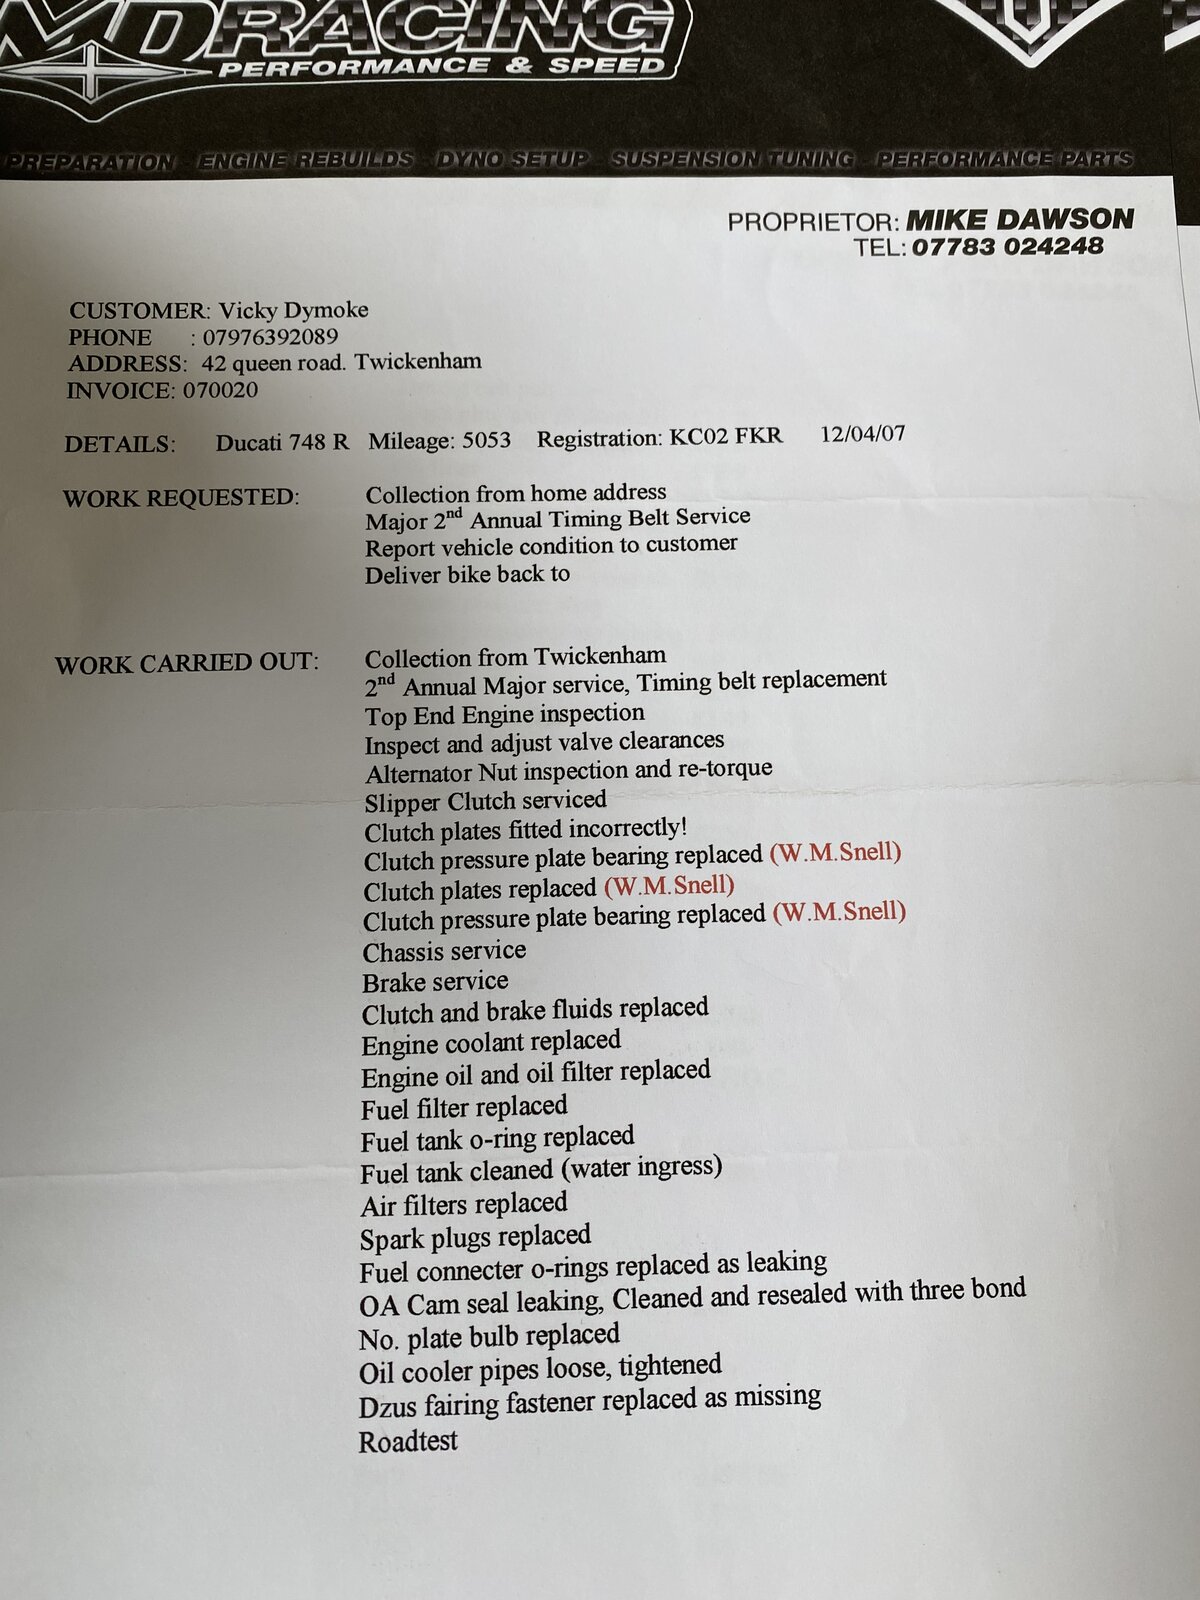 MDRACING
PERFORMANCE & SPEED
PREPARATION ENGINE REBUILDS DYNO SETUP SUSPENSION TUNING PERFORMANCE PARTS
PROPRIETOR: MIKE DAWSON
TEL: 07783 024248
CUSTOMER: Vicky Dymoke
PHONE : 07976392089
ADDRESS: 42 queen road. Twickenham
INVOICE: 070020
DETAILS: Ducati 748 R Mileage: 5053 Registration: KC02 FKR 12/04/07
WORK REQUESTED: Collection from home address
Major 2nd Annual Timing Belt Service
Report vehicle condition to customer
Deliver bike back to
WORK CARRIED OUT: Collection from Twickenham
2nd Annual Major service, Timing belt replacement
Top End Engine inspection
Inspect and adjust valve clearances
Alternator Nut inspection and re-torque
Slipper Clutch serviced
Clutch plates fitted incorrectly!
Clutch pressure plate bearing replaced (W.M.Snell)
Clutch plates replaced (W.M.Snell)
Clutch pressure plate bearing replaced (W.M.Snell)
Chassis service
Brake service
Clutch and brake fluids replaced
Engine coolant replaced
Engine oil and oil filter replaced
Fuel filter replaced
Fuel tank o-ring replaced
Fuel tank cleaned (water ingress)
Air filters replaced
Spark plugs replaced
Fuel connecter o-rings replaced as leaking
OA Cam seal leaking, Cleaned and resealed with three bond
No. plate bulb replaced
Oil cooler pipes loose, tightened
Dzus fairing fastener replaced as missing
Roadtest